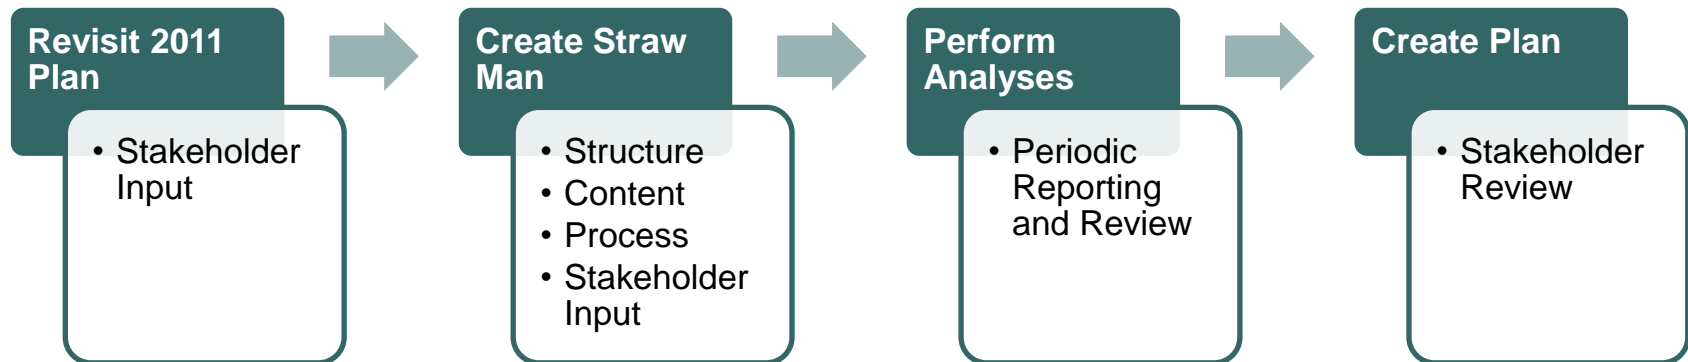 Revisit 2011
Plan
• Stakeholder
Input
Create Straw
Man
• Structure
• Content
• Process
• Stakeholder
Input
Perform
Analyses
• Periodic
Reporting
and Review
Create Plan
• Stakeholder
Review